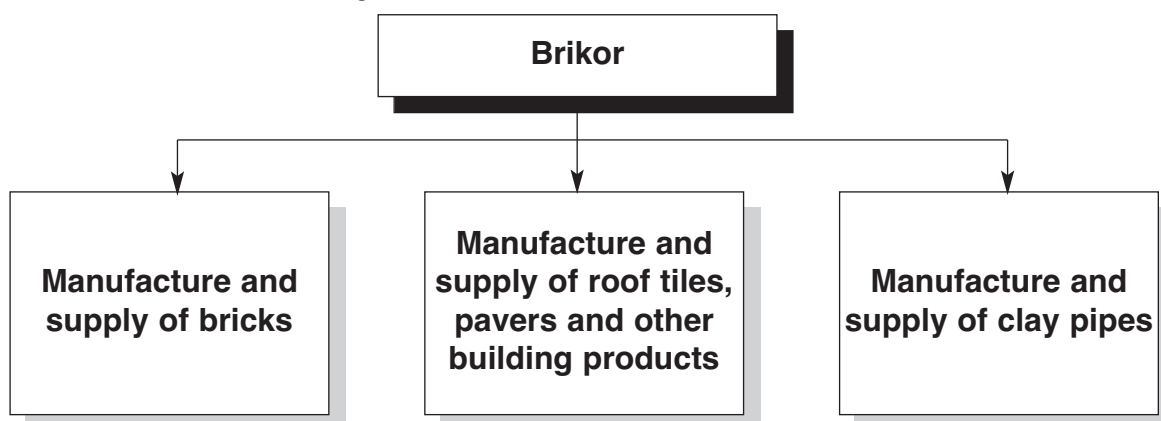 Brikor
Manufacture and
supply of bricks
Manufacture and
supply of roof tiles,
pavers and other
building products
Manufacture and
supply of clay pipes